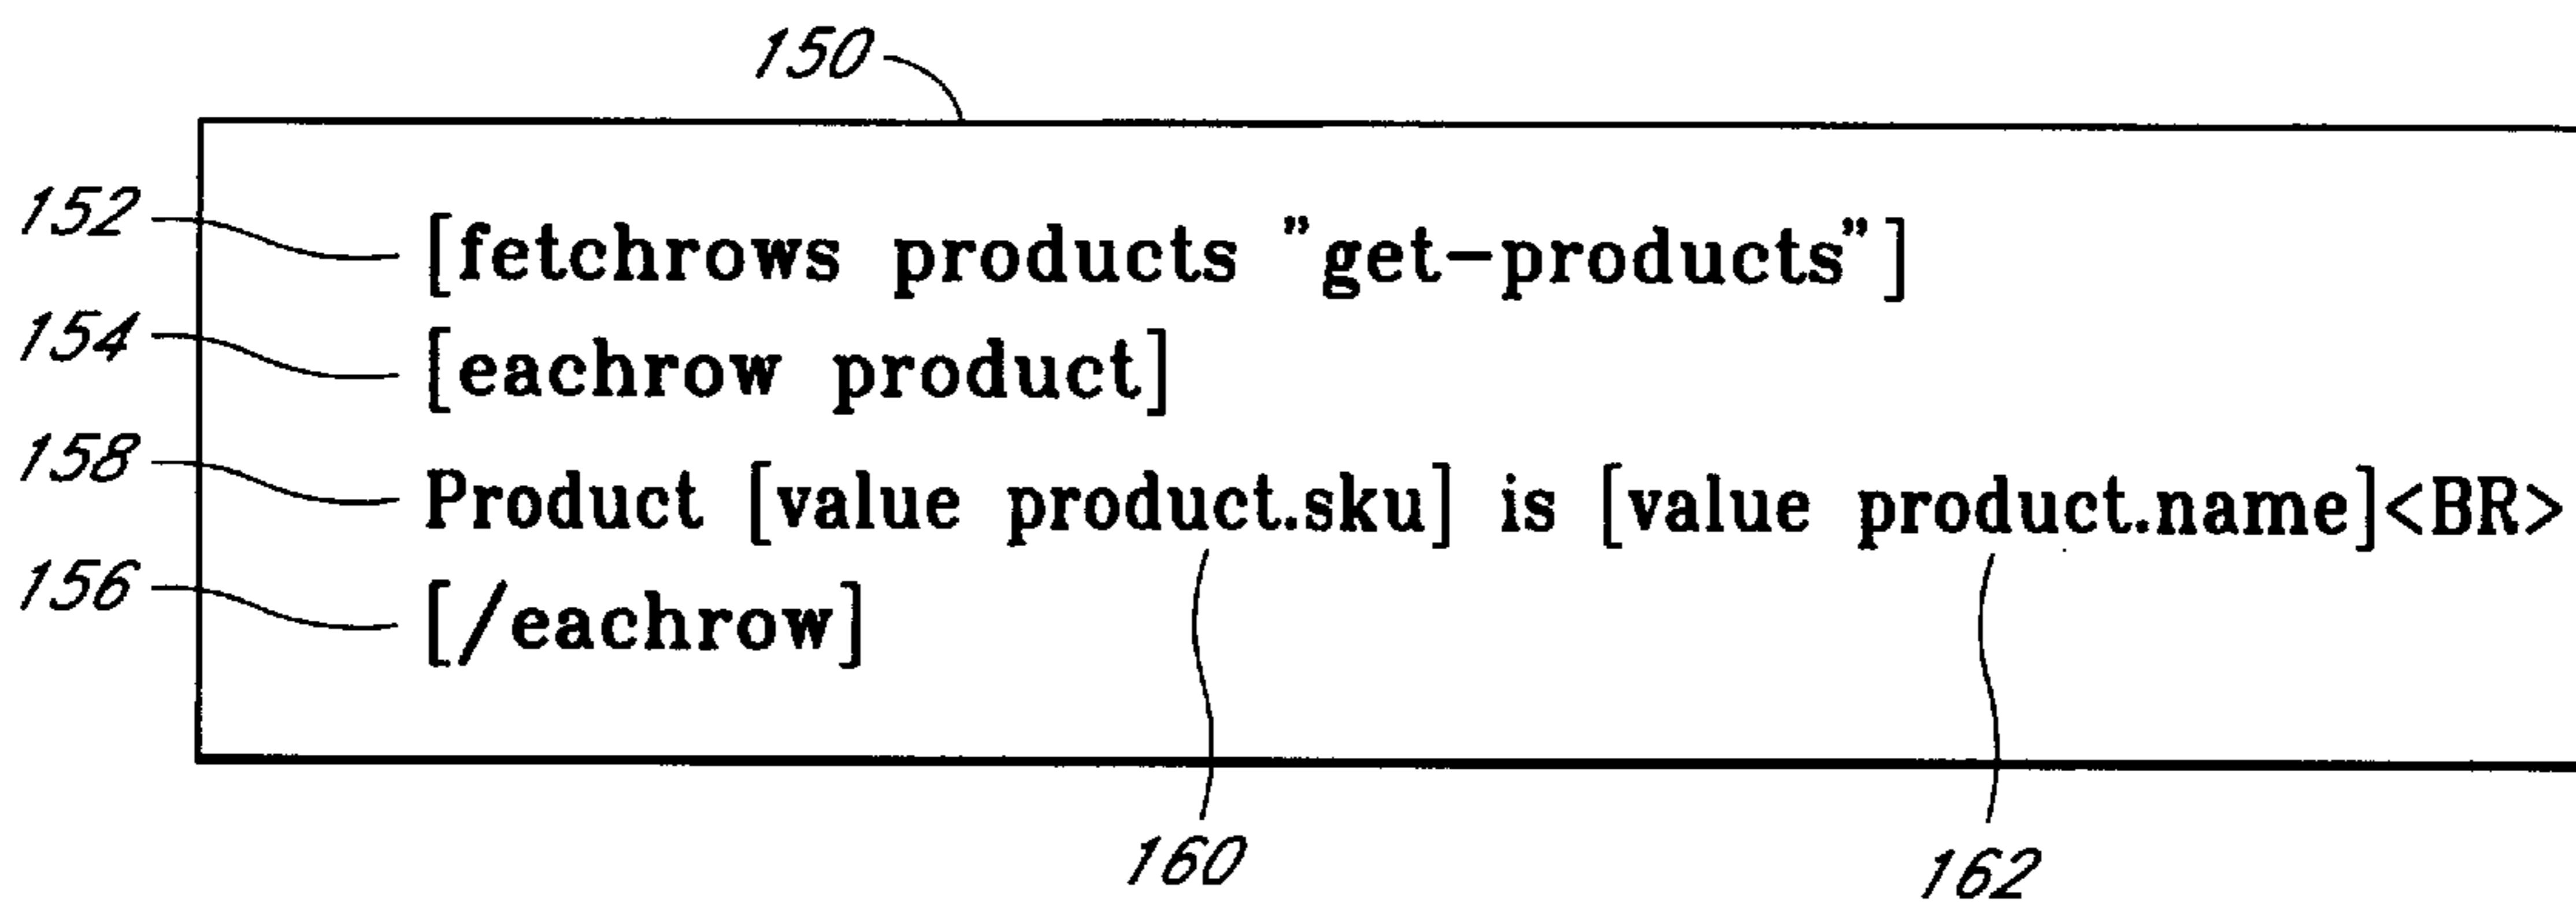 150
152 [fetchrows products "get-products"]
154 [eachrow product]
158 Product [value product.sku] is [value product.name]<BR>
156 [/eachrow]
160 162